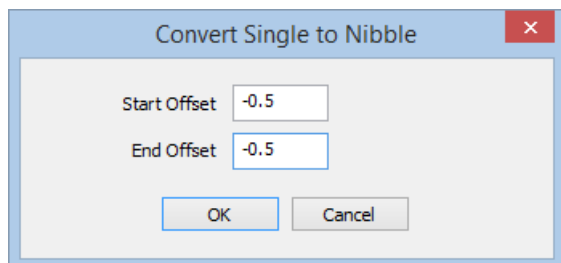 Convert Single to Nibble
Start Offset -0.5
End Offset -0.5
OK Cancel